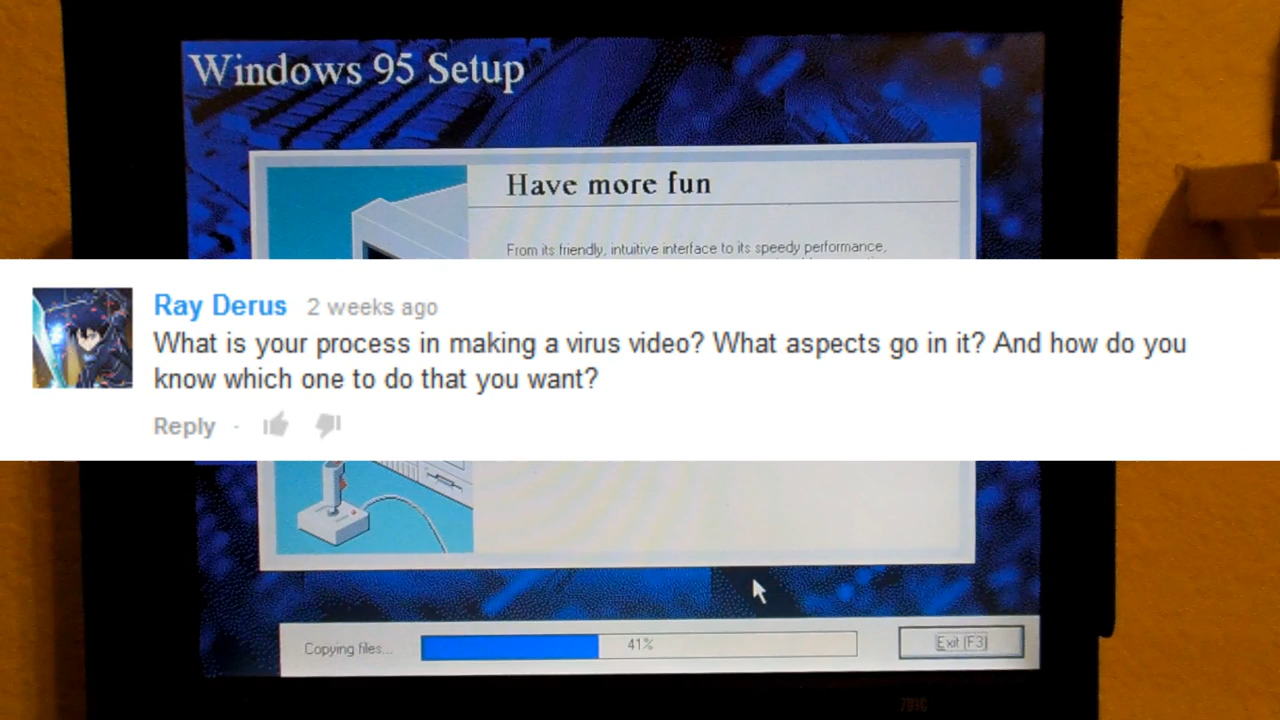 Windows 95 Setup
Have more fun
From its friendly, intuitive interface to its speedy performance,
Ray Derus 2 weeks ago
What is your process in making a virus video? What aspects go in it? And how do you
know which one to do that you want?
Reply ·
Copying files...
41%
Exit (F3)